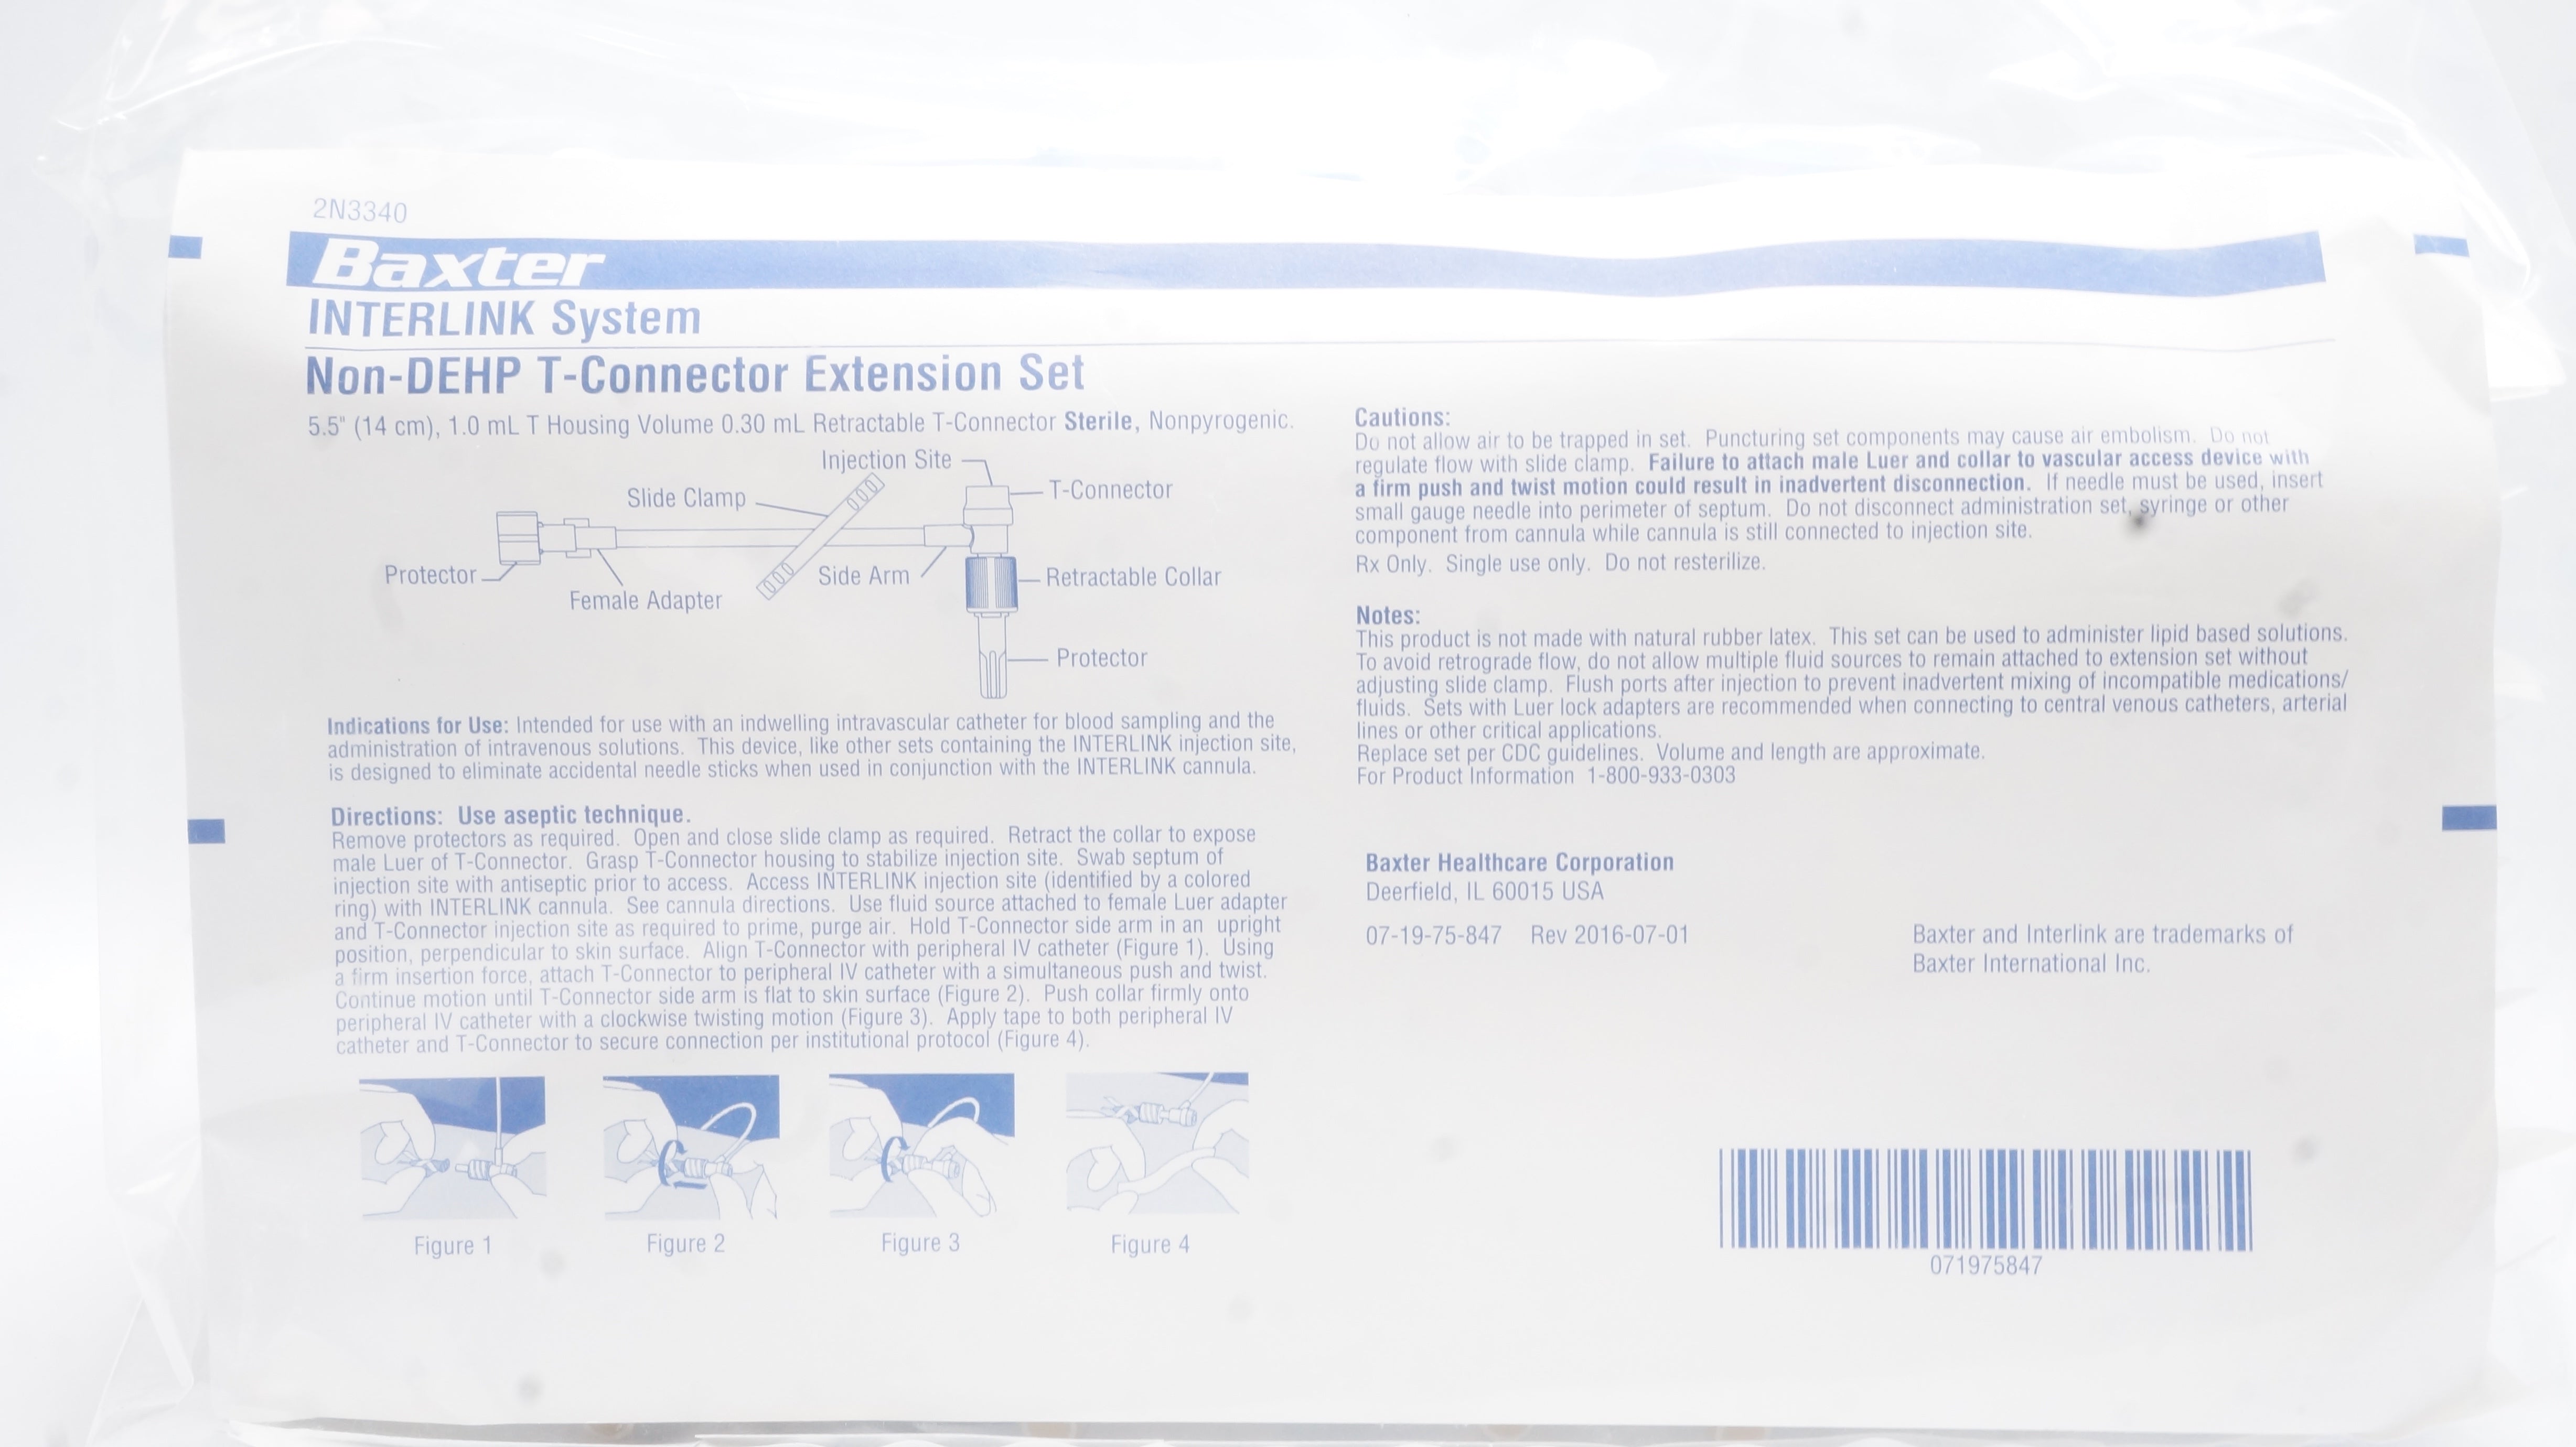 2N3340
Baxter
INTERLINK System
Non-DEHP T-Connector Extension Set
5.5" (14 cm), 1.0 mL T Housing Volume 0.30 mL Retractable T-Connector Sterile, Nonpyrogenic.
Injection Site
Slide Clamp
T-Connector
Protector
Female Adapter
Side Arm
Retractable Collar
Protector
Indications for Use: Intended for use with an indwelling intravascular catheter for blood sampling and the
administration of intravenous solutions. This device, like other sets containing the INTERLINK injection site,
is designed to eliminate accidental needle sticks when used in conjunction with the INTERLINK cannula.
Directions: Use aseptic technique.
Remove protectors as required. Open and close slide clamp as required. Retract the collar to expose
male Luer of T-Connector. Grasp T-Connector housing to stabilize injection site. Swab septum of
injection site with antiseptic prior to access. Access INTERLINK injection site (identified by a colored
ring) with INTERLINK cannula. See cannula directions. Use fluid source attached to female Luer adapter
and T-Connector injection site as required to prime, purge air. Hold T-Connector side arm in an upright
position, perpendicular to skin surface. Align T-Connector with peripheral IV catheter (Figure 1). Using
a firm insertion force, attach T-Connector to peripheral IV catheter with a simultaneous push and twist.
Continue motion until T-Connector side arm is flat to skin surface (Figure 2). Push collar firmly onto
peripheral IV catheter with a clockwise twisting motion (Figure 3). Apply tape to both peripheral IV
catheter and T-Connector to secure connection per institutional protocol (Figure 4).
Figure 1
Figure 2
Figure 3
Figure 4
Cautions:
Do not allow air to be trapped in set. Puncturing set components may cause air embolism. Do not
regulate flow with slide clamp. Failure to attach male Luer and collar to vascular access device with
a firm push and twist motion could result in inadvertent disconnection. If needle must be used, insert
small gauge needle into perimeter of septum. Do not disconnect administration set, syringe or other
component from cannula while cannula is still connected to injection site.
Rx Only. Single use only. Do not resterilize.
Notes:
This product is not made with natural rubber latex. This set can be used to administer lipid based solutions.
To avoid retrograde flow, do not allow multiple fluid sources to remain attached to extension set without
adjusting slide clamp. Flush ports after injection to prevent inadvertent mixing of incompatible medications/
fluids. Sets with Luer lock adapters are recommended when connecting to central venous catheters, arterial
lines or other critical applications.
Replace set per CDC guidelines. Volume and length are approximate.
For Product Information 1-800-933-0303
Baxter Healthcare Corporation
Deerfield, IL 60015 USA
07-19-75-847 Rev 2016-07-01
Baxter and Interlink are trademarks of
Baxter International Inc.
071975847